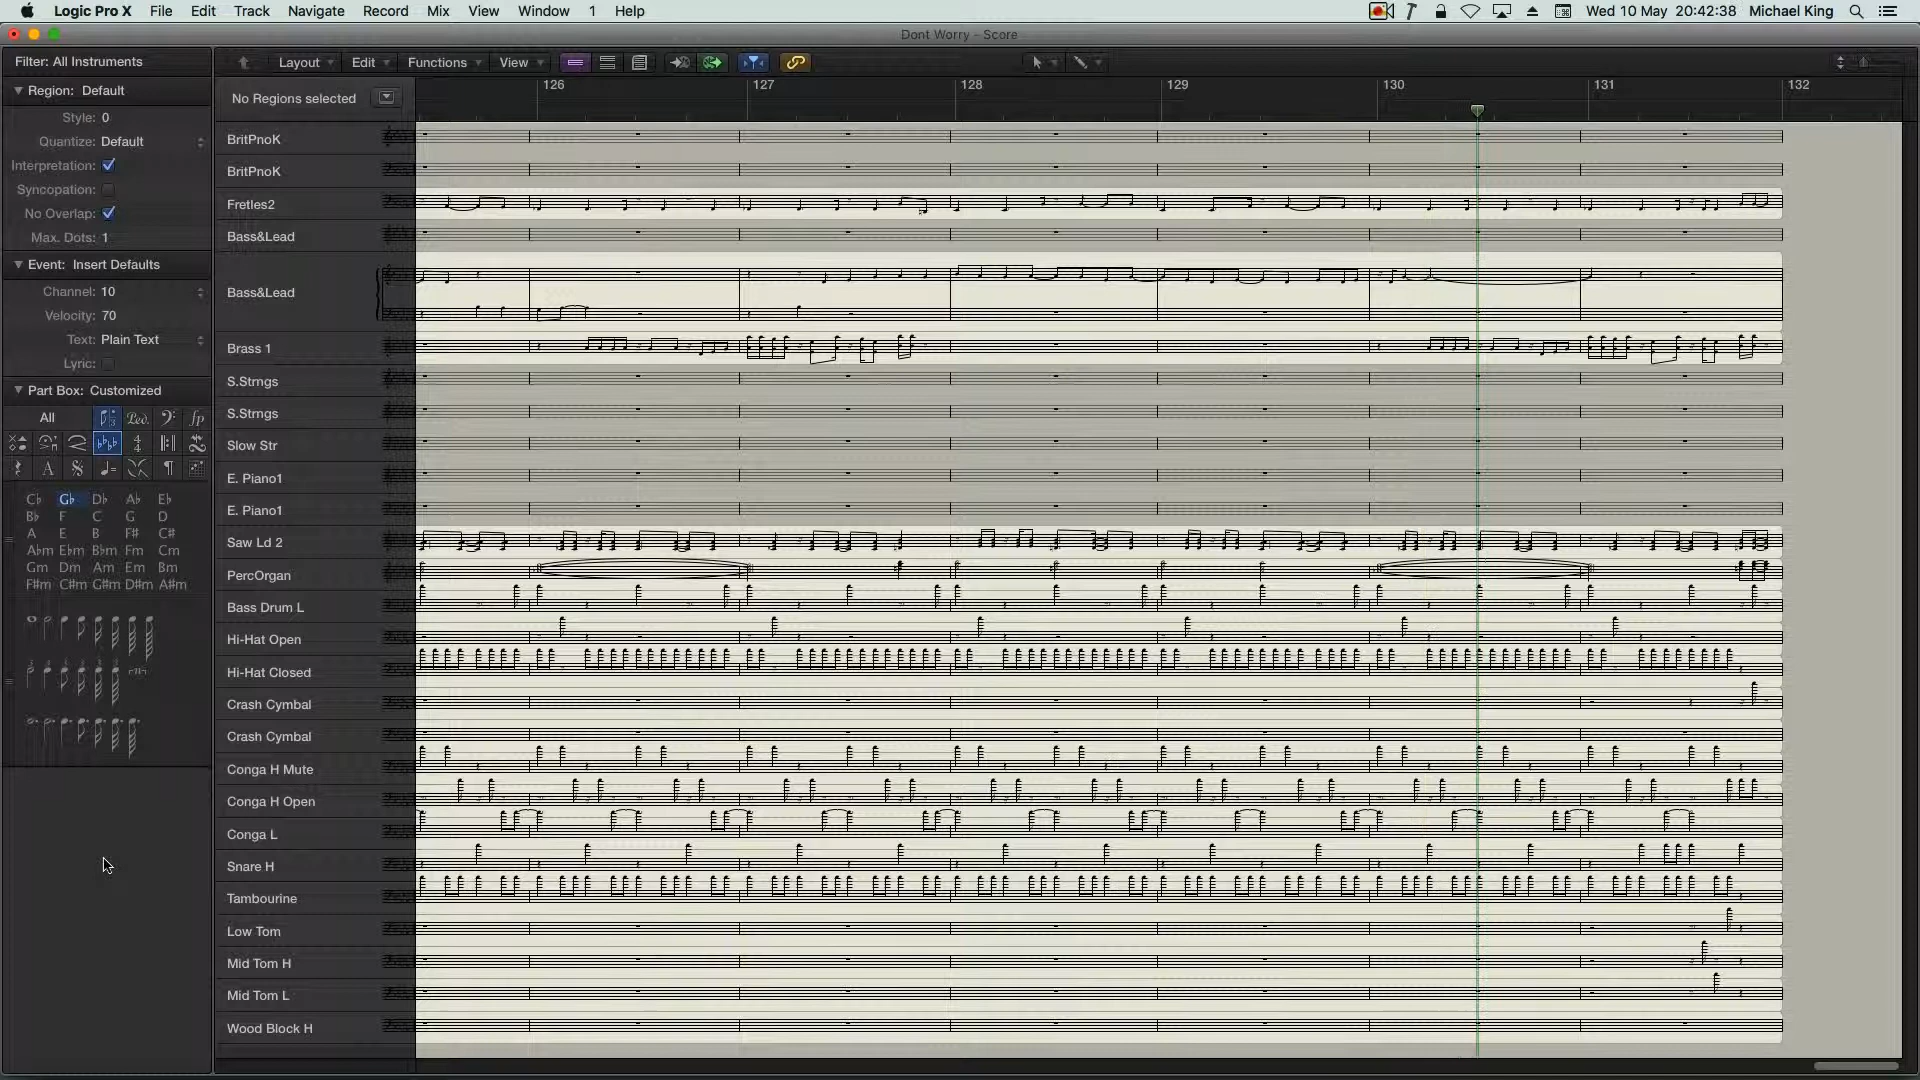 Logic Pro X File Edit Track Navigate Record Mix View Window 1 Help Wed 10 May 20:42:38 Michael King
Dont Worry - Score
Filter: All Instruments
Layout Edit Functions View
Region: Default
No Regions selected
126 127 128 129 130 131 132
Style: 0
Quantize: Default
Interpretation:
Syncopation:
No Overlap:
Max. Dots: 1
Event: Insert Defaults
Channel: 10
Velocity: 70
Text: Plain Text
Lyric:
Part Box: Customized
All
C♭ G♭ D♭ A♭ E♭
B♭ F C G D
A E B F# C#
A♭m E♭m B♭m Fm Cm
Gm Dm Am Em Bm
F#m C#m G#m D#m A#m
BritPnoK
BritPnoK
Fretles2
Bass&Lead
Bass&Lead
Brass 1
S.Strngs
S.Strngs
Slow Str
E. Piano1
E. Piano1
Saw Ld 2
PercOrgan
Bass Drum L
Hi-Hat Open
Hi-Hat Closed
Crash Cymbal
Crash Cymbal
Conga H Mute
Conga H Open
Conga L
Snare H
Tambourine
Low Tom
Mid Tom H
Mid Tom L
Wood Block H